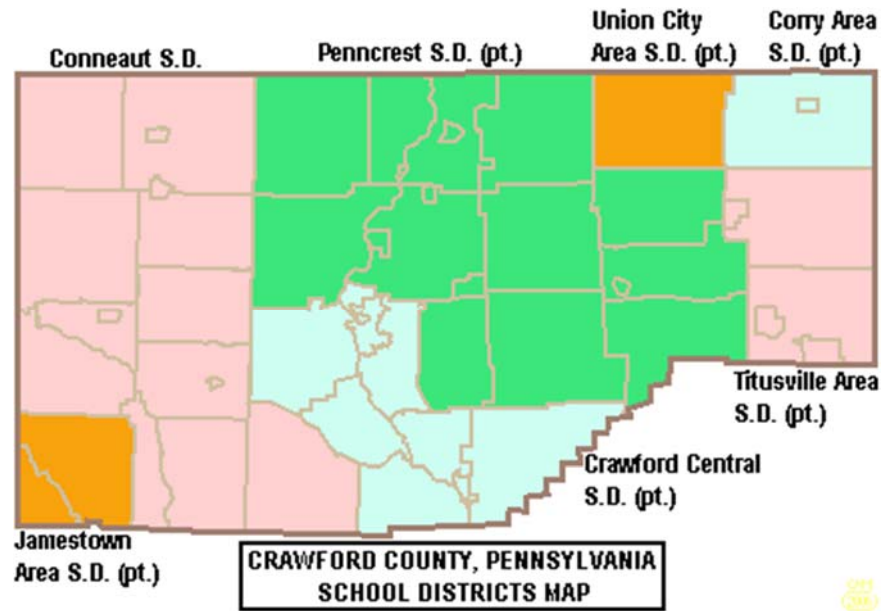 Union City
Area S.D. (pt.)
Corry Area
S.D. (pt.)
Conneaut S.D.
Penncrest S.D. (pt.)
Titusville Area
S.D. (pt.)
Crawford Central
S.D. (pt.)
Jamestown
Area S.D. (pt.)
CRAWFORD COUNTY, PENNSYLVANIA
SCHOOL DISTRICTS MAP